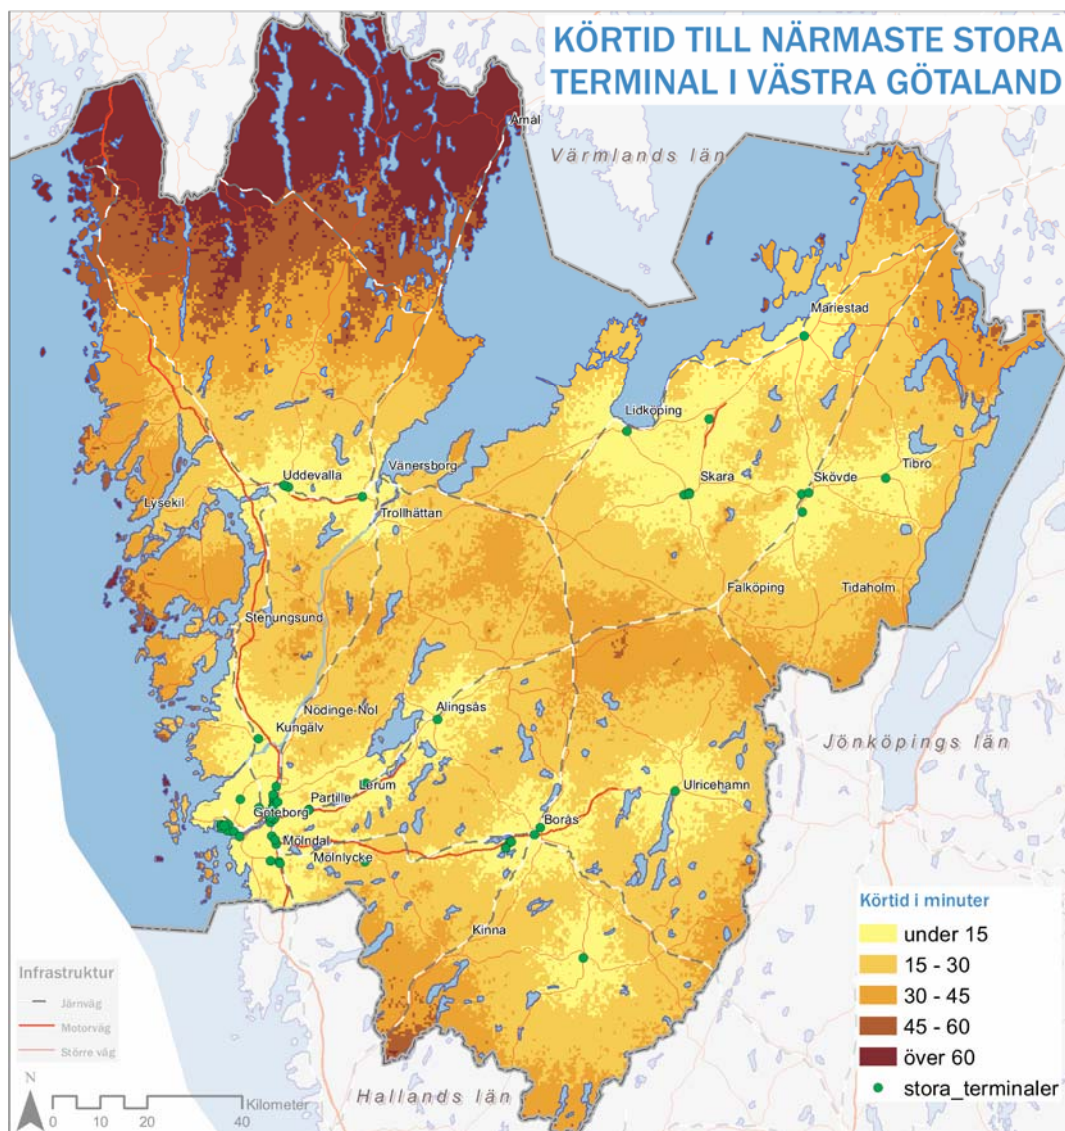 KÖRTID TILL NÄRMASTE STORA
TERMINAL I VÄSTRA GÖTALAND
Åmål
Värmlands län
Mariestad
Lidköping
Uddevalla
Vänersborg
Skara
Skövde
Tibro
Lysekil
Trollhättan
Falköping
Tidaholm
Stenungsund
Nödinge-Nol
Alingsås
Kungälv
Jönköpings län
Lerum
Ulricehamn
Partille
Göteborg
Borås
Mölndal
Mölnlycke
Kinna
Hallands län
Körtid i minuter
under 15
15 - 30
30 - 45
45 - 60
över 60
stora_terminaler
Infrastruktur
Järnväg
Motorväg
Större väg
N
Kilometer
0 10 20 40